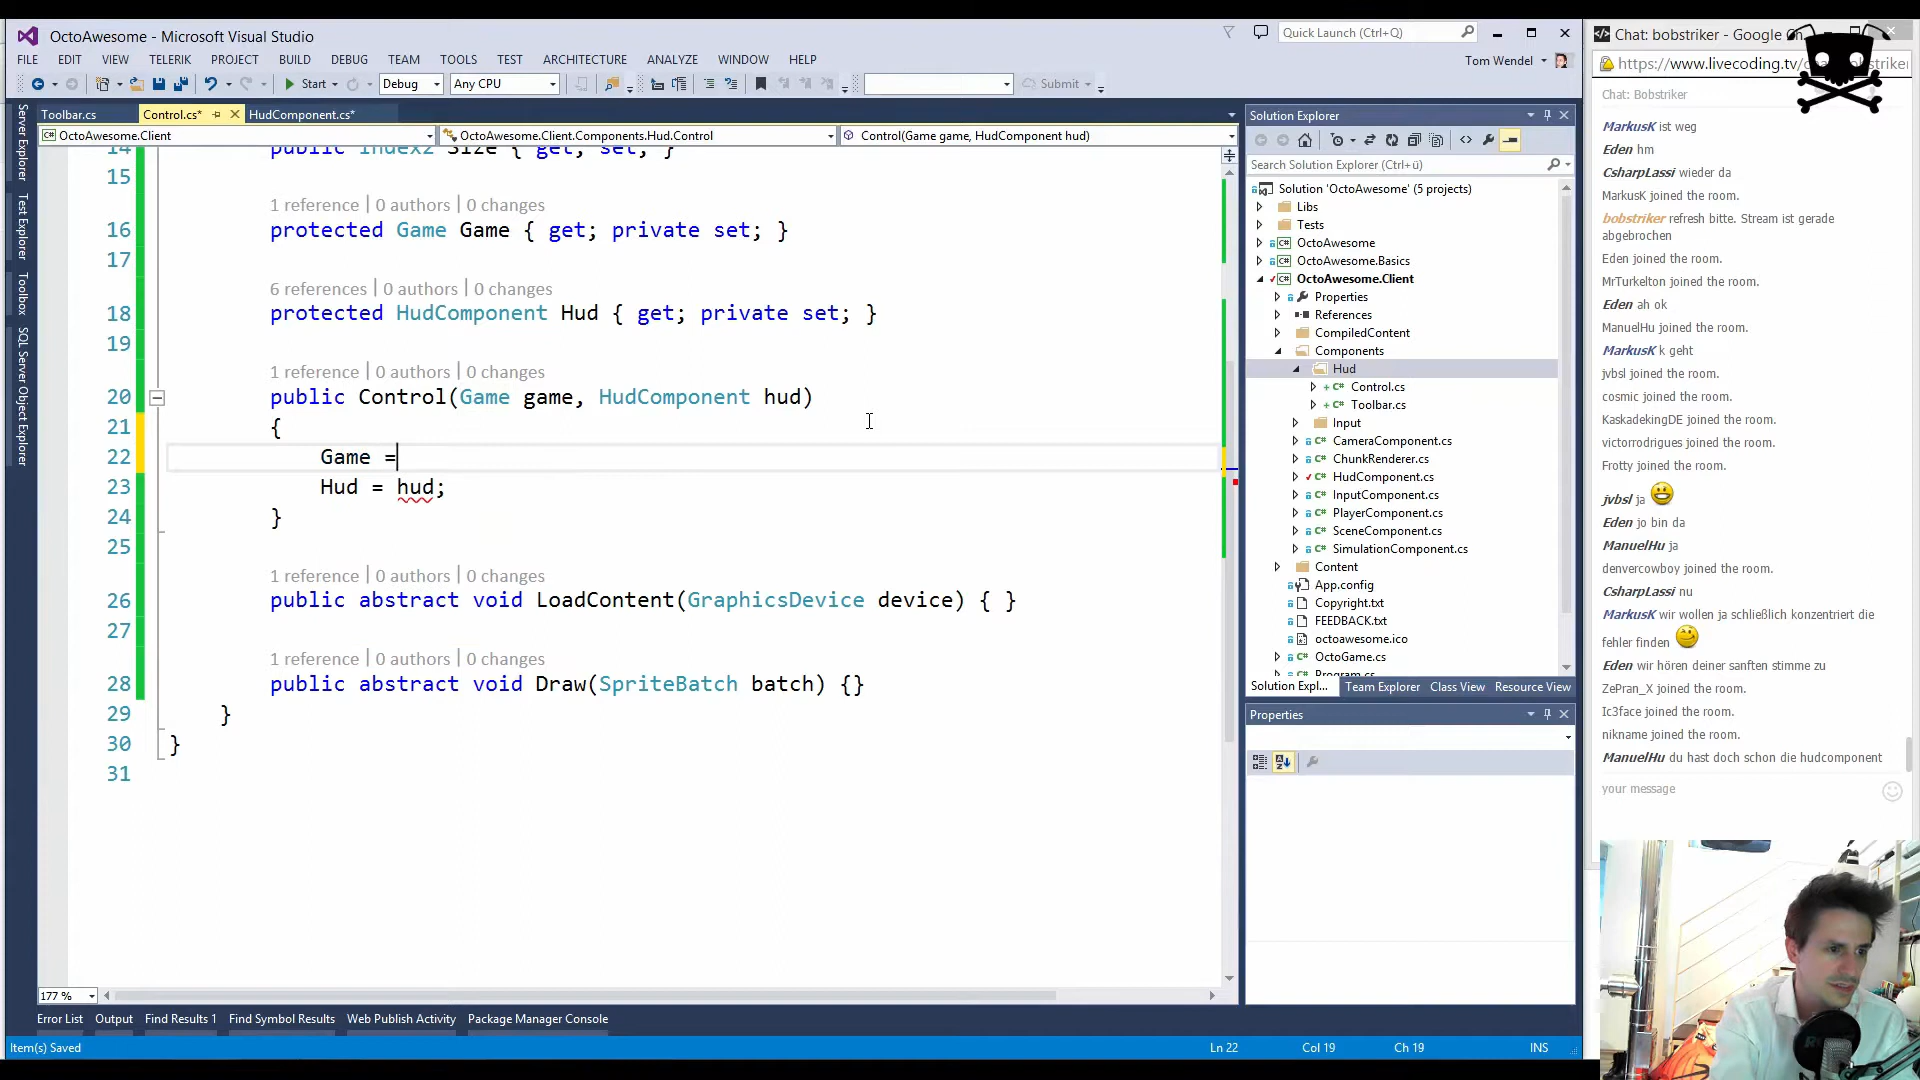 OctoAwesome - Microsoft Visual Studio
Quick Launch (Ctrl+Q)
FILE EDIT VIEW TELERIK PROJECT BUILD DEBUG TEAM TOOLS TEST ARCHITECTURE ANALYZE WINDOW HELP
Tom Wendel
Start Debug Any CPU Submit
Toolbar.cs Control.cs* HudComponent.cs*
OctoAwesome.Client OctoAwesome.Client.Components.Hud.Control Control(Game game, HudComponent hud)
Server Explorer
Test Explorer
Toolbox
SQL Server Object Explorer
14 public Index2 Size { get; set; }
15
1 reference | 0 authors | 0 changes
16 protected Game Game { get; private set; }
17
6 references | 0 authors | 0 changes
18 protected HudComponent Hud { get; private set; }
19
1 reference | 0 authors | 0 changes
20 public Control(Game game, HudComponent hud)
21 {
22 Game =
23 Hud = hud;
24 }
25
1 reference | 0 authors | 0 changes
26 public abstract void LoadContent(GraphicsDevice device) { }
27
1 reference | 0 authors | 0 changes
28 public abstract void Draw(SpriteBatch batch) {}
29 }
30 }
31
177 %
Error List Output Find Results 1 Find Symbol Results Web Publish Activity Package Manager Console
Item(s) Saved
Ln 22 Col 19 Ch 19 INS
Solution Explorer
Search Solution Explorer (Ctrl+ü)
Solution 'OctoAwesome' (5 projects)
Libs
Tests
OctoAwesome
OctoAwesome.Basics
OctoAwesome.Client
Properties
References
CompiledContent
Components
Hud
Control.cs
Toolbar.cs
Input
CameraComponent.cs
ChunkRenderer.cs
HudComponent.cs
InputComponent.cs
PlayerComponent.cs
SceneComponent.cs
SimulationComponent.cs
Content
App.config
Copyright.txt
FEEDBACK.txt
octoawesome.ico
OctoGame.cs
Program.cs
Solution Expl... Team Explorer Class View Resource View
Properties
Chat: bobstriker - Google
https://www.livecoding.tv/
Chat: Bobstriker
MarkusK ist weg
Eden hm
CsharpLassi wieder da
MarkusK joined the room.
bobstriker refresh bitte. Stream ist gerade
abgebrochen
Eden joined the room.
MrTurkelton joined the room.
Eden ah ok
ManuelHu joined the room.
MarkusK k geht
jvbsl joined the room.
cosmic joined the room.
KaskadekingDE joined the room.
victorrodrigues joined the room.
Frotty joined the room.
jvbsl ja
Eden jo bin da
ManuelHu ja
denvercowboy joined the room.
CsharpLassi nu
MarkusK wir wollen ja schließlich konzentriert die
fehler finden
Eden wir hören deiner sanften stimme zu
ZePran_X joined the room.
Ic3face joined the room.
nikname joined the room.
ManuelHu du hast doch schon die hudcomponent
your message